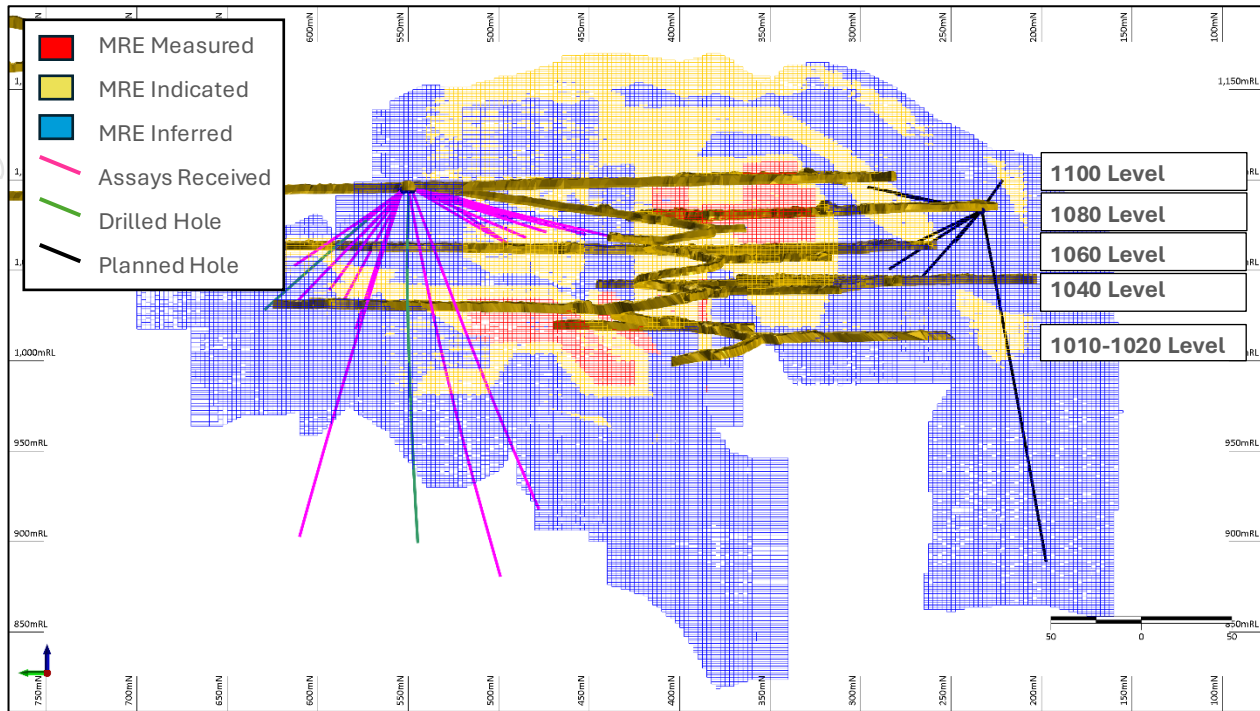 600mN
550mN
500mN
450mN
400mN
350mN
300mN
250mN
200mN
150mN
100mN
MRE Measured
MRE Indicated
MRE Inferred
Assays Received
Drilled Hole
Planned Hole
1,150mRL
1100 Level
1080 Level
1060 Level
1040 Level
1010-1020 Level
1,000mRL
950mRL
950mRL
900mRL
900mRL
850mRL
850mRL
50
0
50
750mN
700mN
600mN
550mN
500mN
450mN
400mN
350mN
300mN
250mN
200mN
150mN
100mN